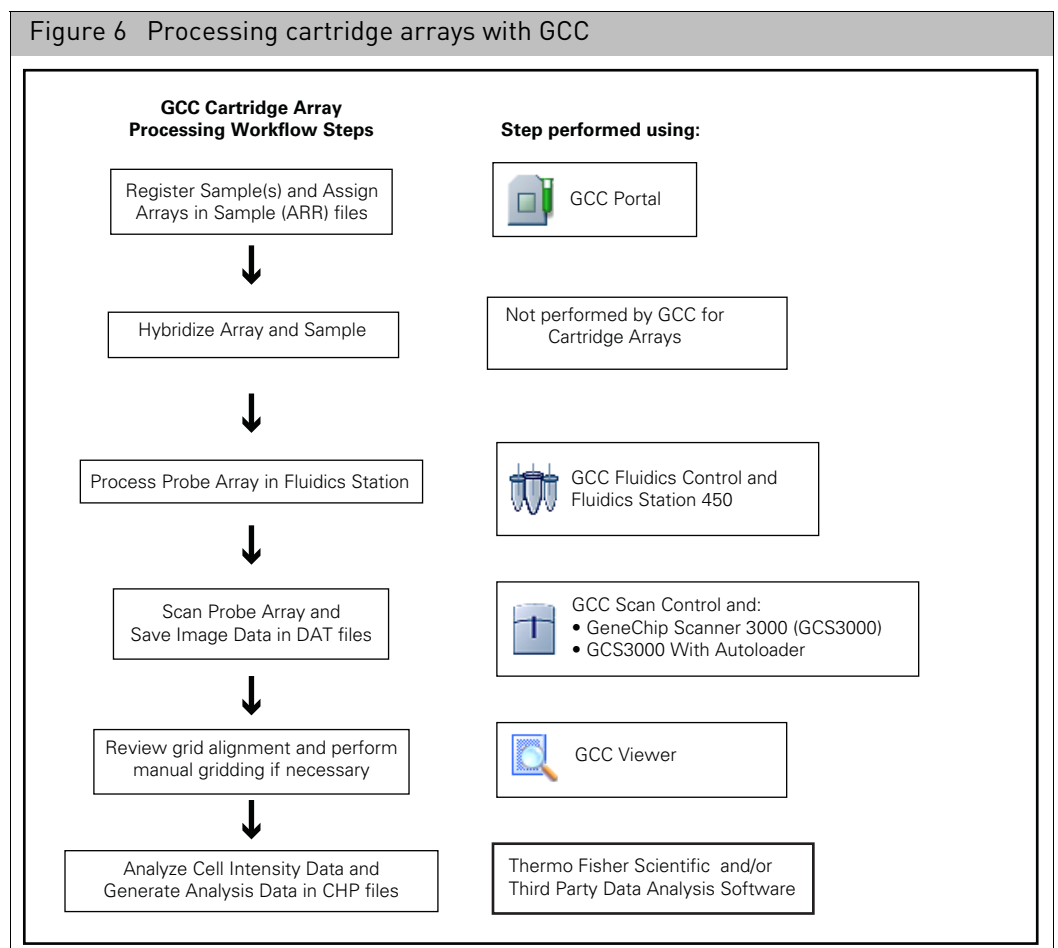 Figure 6 Processing cartridge arrays with GCC
GCC Cartridge Array
Processing Workflow Steps
Step performed using:
Register Sample(s) and Assign
Arrays in Sample (ARR) files
GCC Portal
Hybridize Array and Sample
Not performed by GCC for
Cartridge Arrays
Process Probe Array in Fluidics Station
GCC Fluidics Control and
Fluidics Station 450
Scan Probe Array and
Save Image Data in DAT files
GCC Scan Control and:
• GeneChip Scanner 3000 (GCS3000)
• GCS3000 With Autoloader
Review grid alignment and perform
manual gridding if necessary
GCC Viewer
Analyze Cell Intensity Data and
Generate Analysis Data in CHP files
Thermo Fisher Scientific and/or
Third Party Data Analysis Software